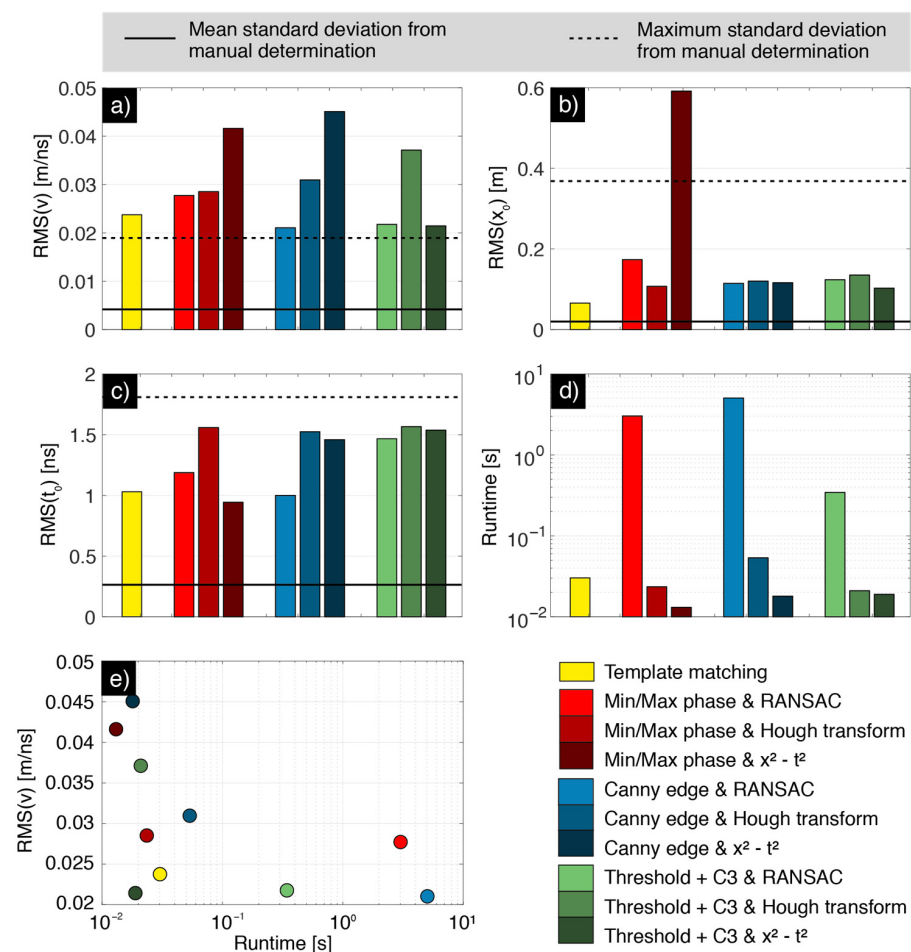 Mean standard deviation from
manual determination
Maximum standard deviation
from manual determination
a)
RMS(v) [m/ns]
0.05
0.04
0.03
0.02
0.01
0
b)
RMS(x₀) [m]
0.6
0.4
0.2
0
c)
RMS(t₀) [ns]
2
1.5
1
0.5
0
d)
Runtime [s]
10¹
10⁰
10⁻¹
10⁻²
e)
RMS(v) [m/ns]
0.05
0.045
0.04
0.035
0.03
0.025
0.02
10⁻² 10⁻¹ 10⁰ 10¹
Runtime [s]
Template matching
Min/Max phase & RANSAC
Min/Max phase & Hough transform
Min/Max phase & x² - t²
Canny edge & RANSAC
Canny edge & Hough transform
Canny edge & x² - t²
Threshold + C3 & RANSAC
Threshold + C3 & Hough transform
Threshold + C3 & x² - t²